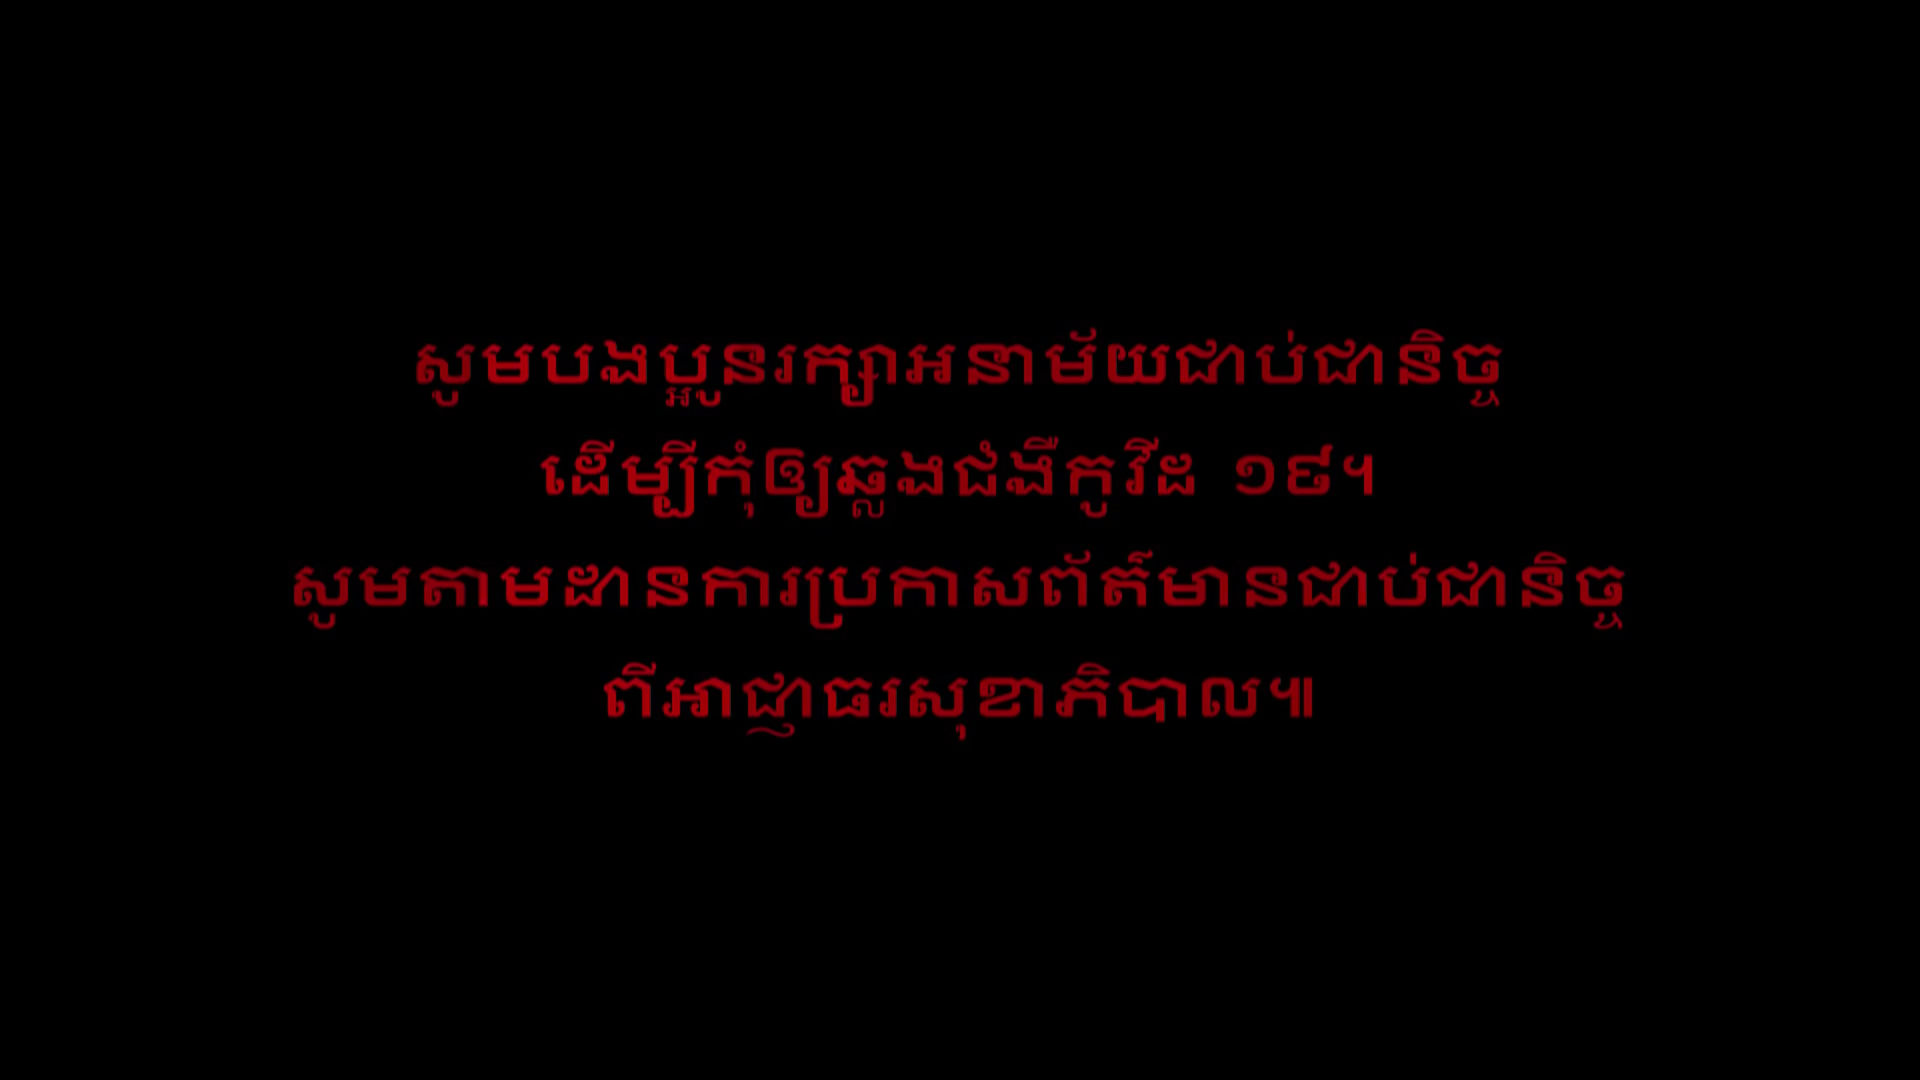 សូមបងប្អូនរក្សាអនាម័យជាប់ជានិច្ច
ដើម្បីកុំឲ្យឆ្លងជំងឺកូវីដ ១៩។
សូមតាមដានការប្រកាសព័ត៌មានជាប់ជានិច្ច
ពីអាជ្ញាធរសុខាភិបាល៕